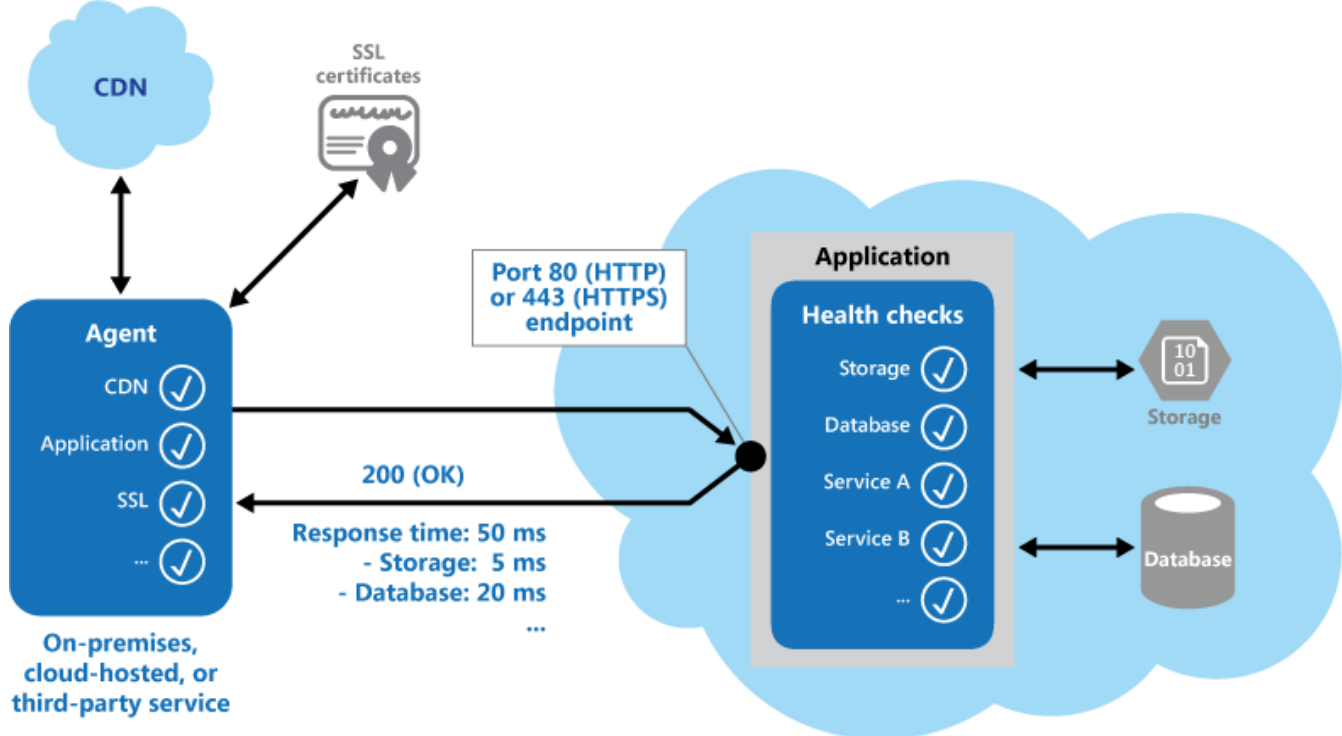 CDN
SSL
certificates
Port 80 (HTTP)
or 443 (HTTPS)
endpoint
Agent
CDN
Application
SSL
...
On-premises,
cloud-hosted, or
third-party service
200 (OK)
Response time: 50 ms
- Storage: 5 ms
- Database: 20 ms
...
Application
Health checks
Storage
Database
Service A
Service B
...
10
01
Storage
Database